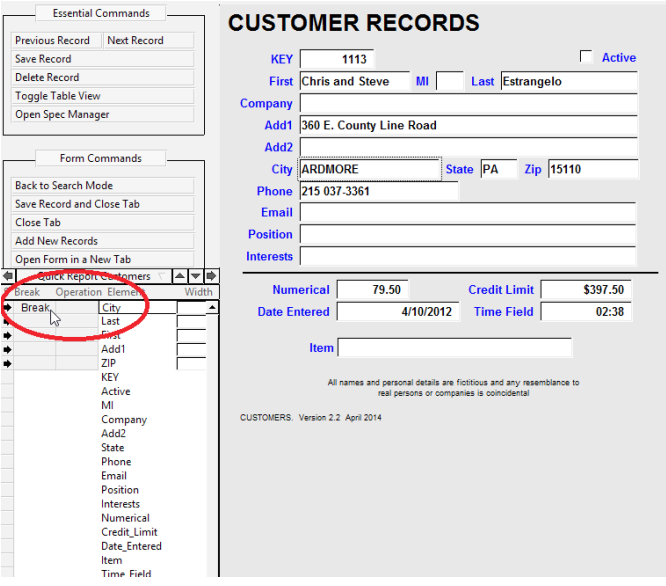 Essential Commands
Previous Record Next Record
Save Record
Delete Record
Toggle Table View
Open Spec Manager
Form Commands
Back to Search Mode
Save Record and Close Tab
Close Tab
Add New Records
Open Form in a New Tab
Quick Report Customers
Break Operation Element Width
Break City
Last
First
Add1
ZIP
KEY
Active
MI
Company
Add2
State
Phone
Email
Position
Interests
Numerical
Credit_Limit
Date_Entered
Item
Time_Field
CUSTOMER RECORDS
KEY 1113 Active
First Chris and Steve MI Last Estrangelo
Company
Add1 360 E. County Line Road
Add2
City ARDMORE State PA Zip 15110
Phone 215 037-3361
Email
Position
Interests
Numerical 79.50 Credit Limit $397.50
Date Entered 4/10/2012 Time Field 02:38
Item
All names and personal details are fictitious and any resemblance to
real persons or companies is coincidental
CUSTOMERS. Version 2.2 April 2014